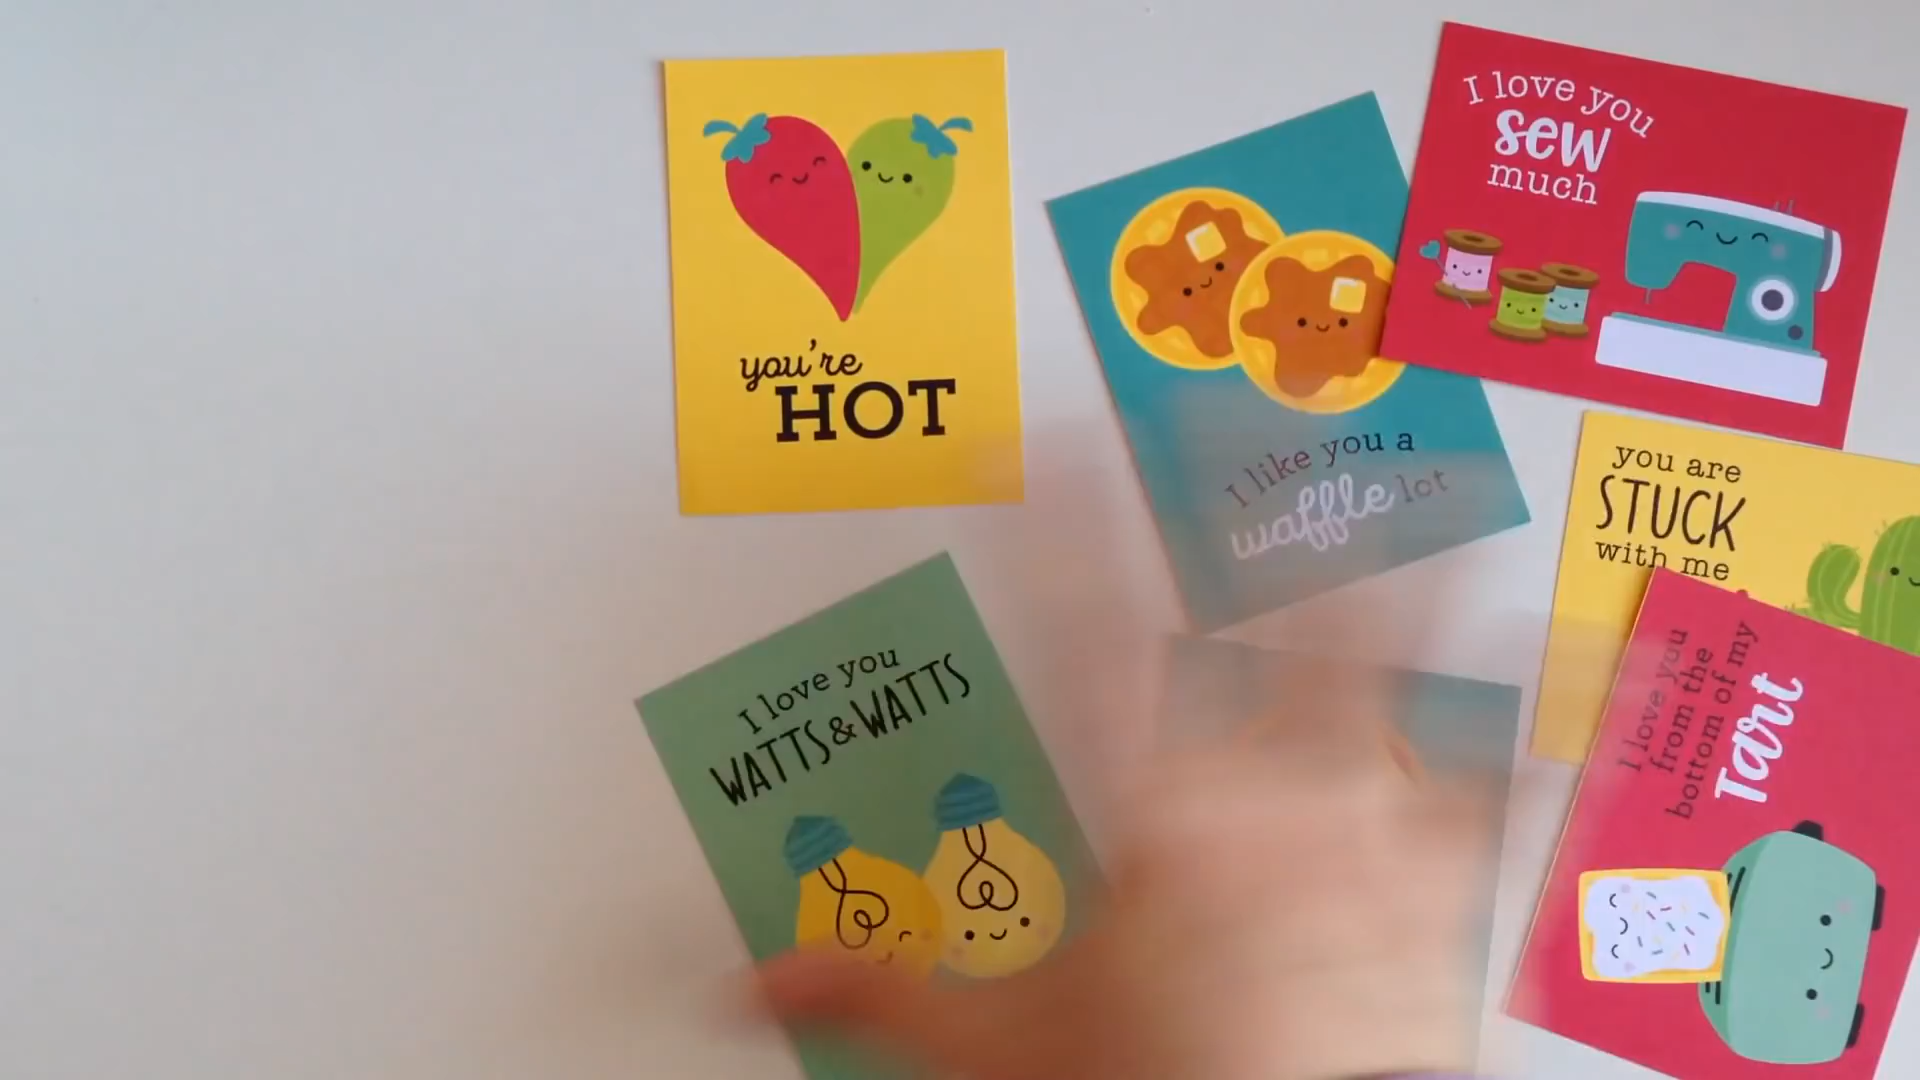 you're
HOT
I like you a
waffle lot
I love you
sew
much
you are
STUCK
with me
I love you
WATTS & WATTS
I love you
from the
bottom of my
Tart